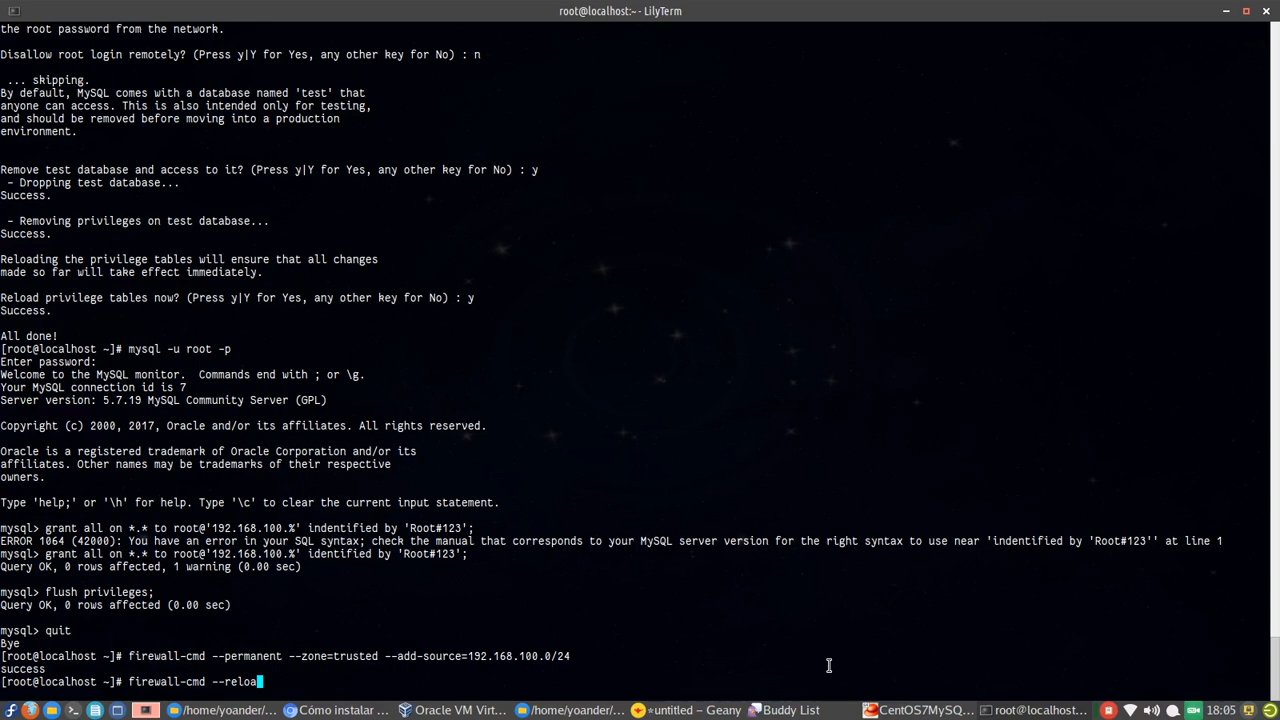 root@localhost:~- LilyTerm
the root password from the network.
Disallow root login remotely? (Press y|Y for Yes, any other key for No) : n
... skipping.
By default, MySQL comes with a database named 'test' that
anyone can access. This is also intended only for testing,
and should be removed before moving into a production
environment.
Remove test database and access to it? (Press y|Y for Yes, any other key for No) : y
- Dropping test database...
Success.
- Removing privileges on test database...
Success.
Reloading the privilege tables will ensure that all changes
made so far will take effect immediately.
Reload privilege tables now? (Press y|Y for Yes, any other key for No) : y
Success.
All done!
[root@localhost ~]# mysql -u root -p
Enter password:
Welcome to the MySQL monitor.  Commands end with ; or \g.
Your MySQL connection id is 7
Server version: 5.7.19 MySQL Community Server (GPL)
Copyright (c) 2000, 2017, Oracle and/or its affiliates. All rights reserved.
Oracle is a registered trademark of Oracle Corporation and/or its
affiliates. Other names may be trademarks of their respective
owners.
Type 'help;' or '\h' for help. Type '\c' to clear the current input statement.
mysql> grant all on *.* to root@'192.168.100.%' indentified by 'Root#123';
ERROR 1064 (42000): You have an error in your SQL syntax; check the manual that corresponds to your MySQL server version for the right syntax to use near 'indentified by 'Root#123'' at line 1
mysql> grant all on *.* to root@'192.168.100.%' identified by 'Root#123';
Query OK, 0 rows affected, 1 warning (0.00 sec)
mysql> flush privileges;
Query OK, 0 rows affected (0.00 sec)
mysql> quit
Bye
[root@localhost ~]# firewall-cmd --permanent --zone=trusted --add-source=192.168.100.0/24
success
[root@localhost ~]# firewall-cmd --reloa
/home/yoander/... Cómo instalar ... Oracle VM Virt... /home/yoander/... *untitled – Geany Buddy List CentOS7MySQ... root@localhost:... 18:05